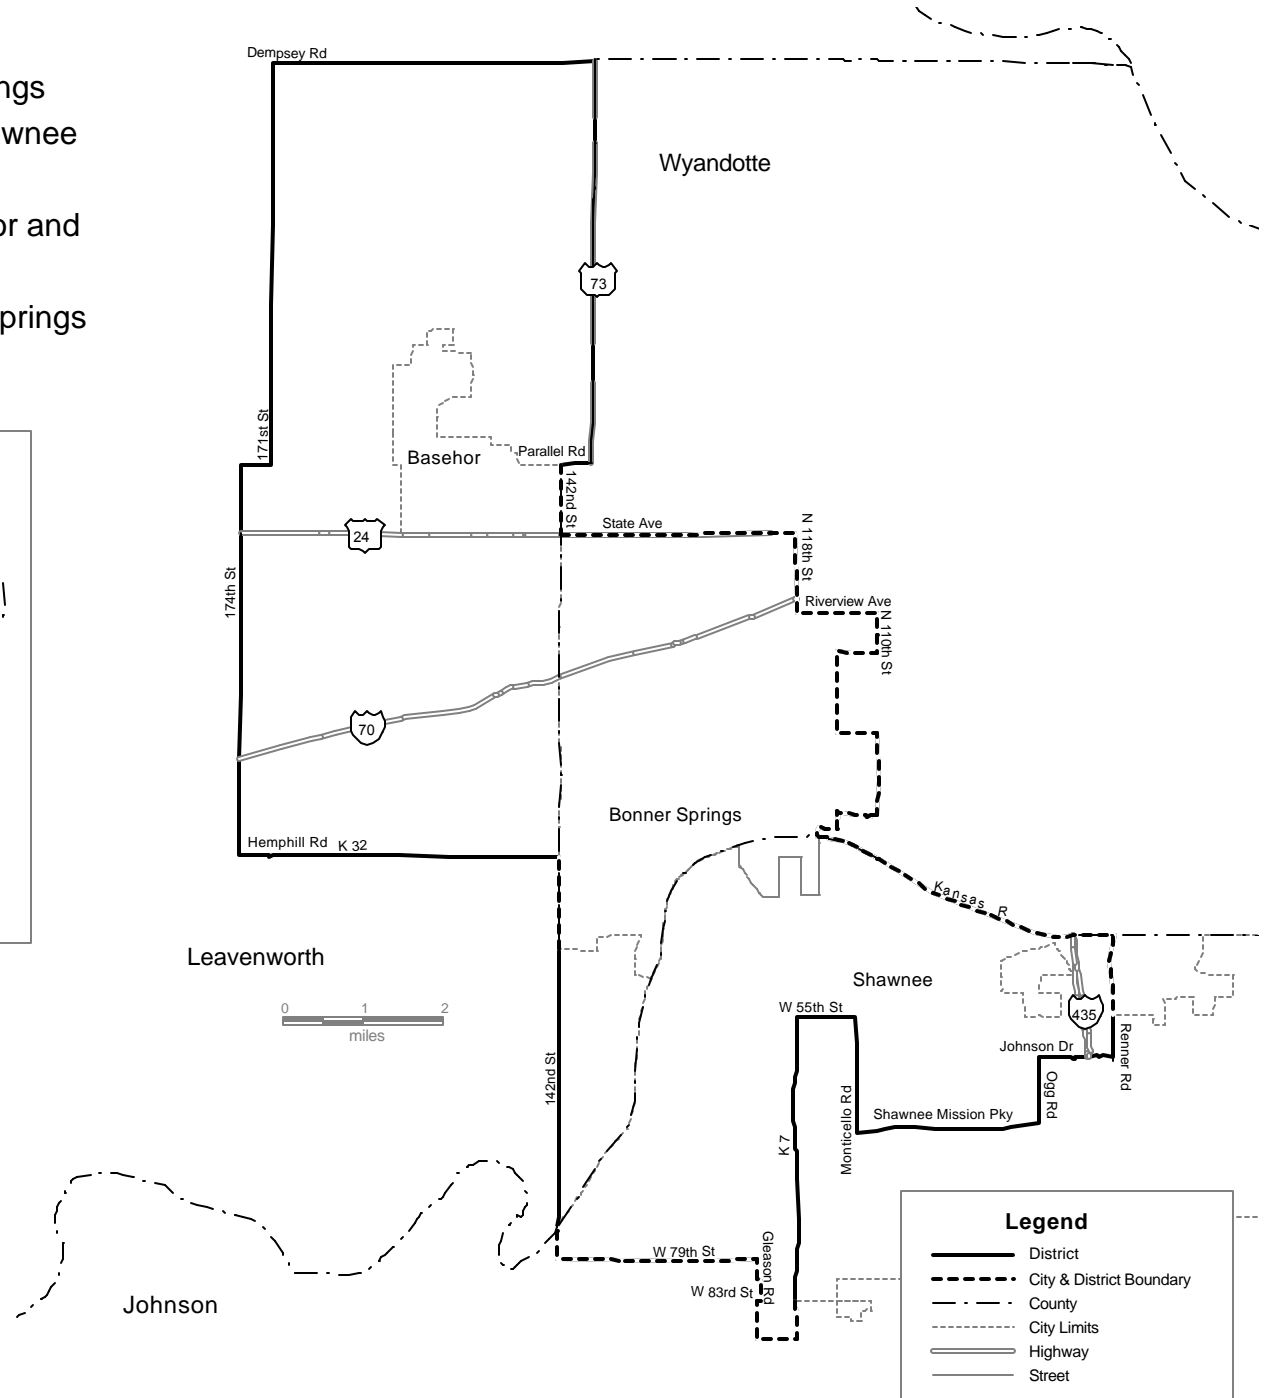 Dempsey Rd
ngs
wnee
Wyandotte
or and
73
prings
171st St
Parallel Rd
Basehor
142nd St
N 118th St
State Ave
24
174th St
Riverview Ave
N 110th St
70
Bonner Springs
Hemphill Rd K 32
Kansas R
Leavenworth
Shawnee
0 1 2
miles
W 55th St
435
Johnson Dr
Renner Rd
142nd St
Ogg Rd
Monticello Rd
Shawnee Mission Pky
K 7
Legend
District
City & District Boundary
County
City Limits
Highway
Street
W 79th St
Gleason Rd
W 83rd St
Johnson